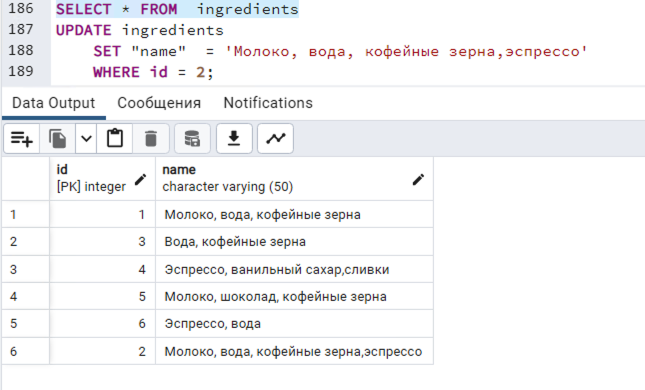 186 SELECT * FROM ingredients
187 UPDATE ingredients
188 SET "name" = 'Молоко, вода, кофейные зерна,эспрессо'
189 WHERE id = 2;
Data Output Сообщения Notifications
id name
[PK] integer character varying (50)
1 1 Молоко, вода, кофейные зерна
2 3 Вода, кофейные зерна
3 4 Эспрессо, ванильный сахар,сливки
4 5 Молоко, шоколад, кофейные зерна
5 6 Эспрессо, вода
6 2 Молоко, вода, кофейные зерна,эспрессо